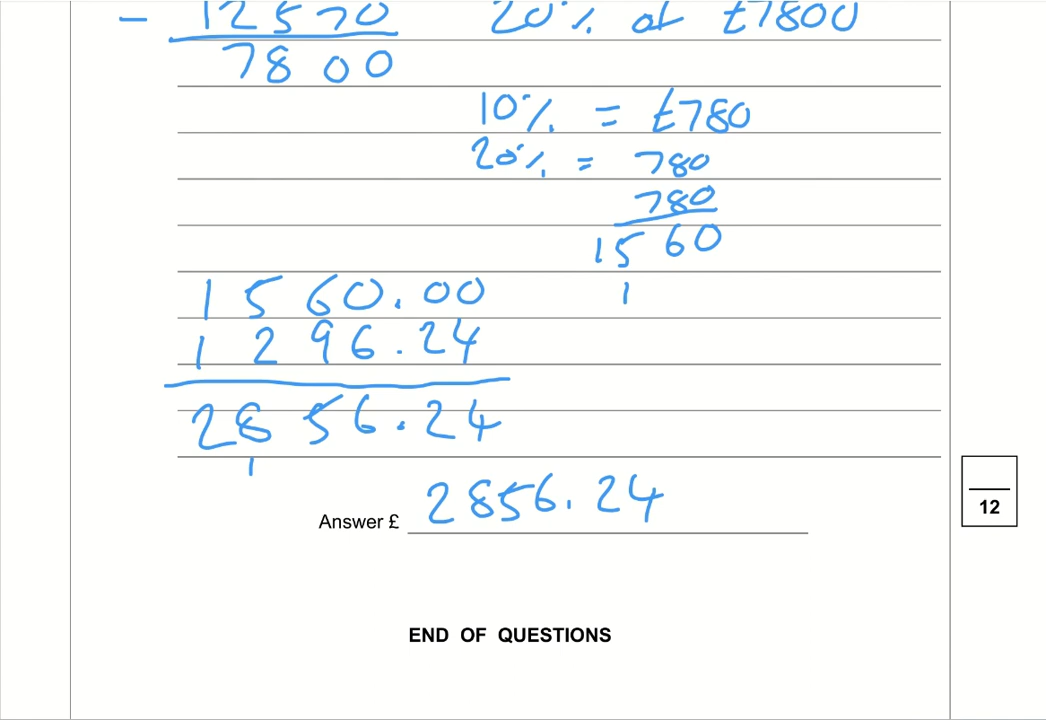 - 12570 20% of £7800
7800
10% = £780
20% = 780
780
1560
1
1560.00
1296.24
2856.24
1
Answer £ 2856.24
12
END OF QUESTIONS